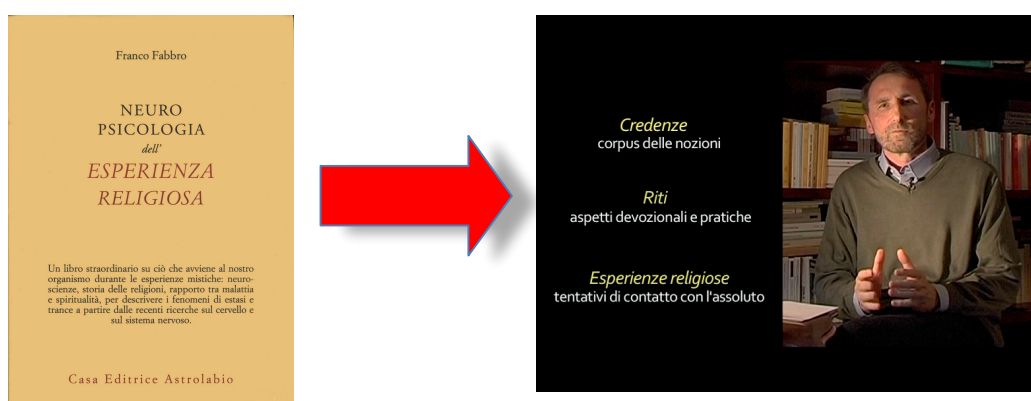 Franco Fabbro
NEURO
PSICOLOGIA
dell'
ESPERIENZA
RELIGIOSA
Un libro straordinario su ciò che avviene al nostro
organismo durante le esperienze mistiche: neuro-
scienze, storia delle religioni, rapporto tra malattia
e spiritualità, per descrivere i fenomeni di estasi e
trance a partire dalle recenti ricerche sul cervello e
sul sistema nervoso.
Casa Editrice Astrolabio
Credenze
corpus delle nozioni
Riti
aspetti devozionali e pratiche
Esperienze religiose
tentativi di contatto con l'assoluto